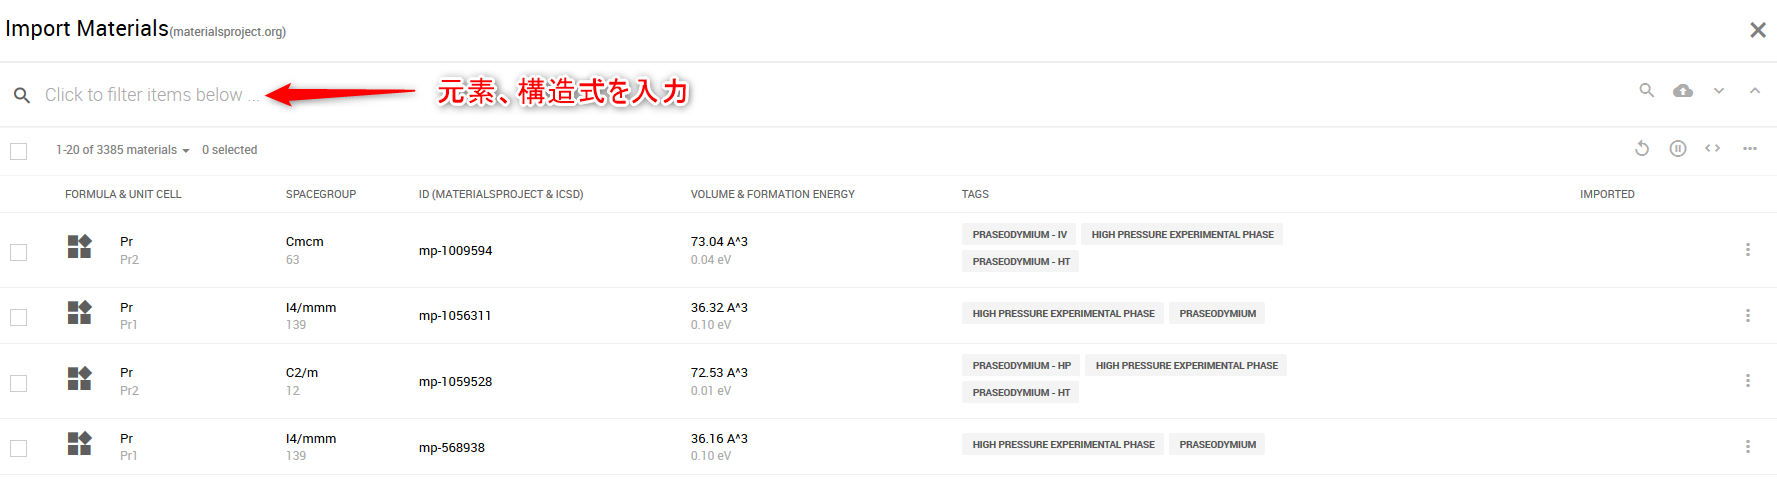 Import Materials(materialsproject.org)
Click to filter items below ...
元素、構造式を入力
1-20 of 3385 materials 0 selected
FORMULA & UNIT CELL SPACEGROUP ID (MATERIALSPROJECT & ICSD) VOLUME & FORMATION ENERGY TAGS IMPORTED
Pr Cmcm mp-1009594 73.04 A^3 PRASEODYMIUM - IV HIGH PRESSURE EXPERIMENTAL PHASE
Pr2 63 0.04 eV PRASEODYMIUM - HT
Pr I4/mmm mp-1056311 36.32 A^3 HIGH PRESSURE EXPERIMENTAL PHASE PRASEODYMIUM
Pr1 139 0.10 eV
Pr C2/m mp-1059528 72.53 A^3 PRASEODYMIUM - HP HIGH PRESSURE EXPERIMENTAL PHASE
Pr2 12 0.01 eV PRASEODYMIUM - HT
Pr I4/mmm mp-568938 36.16 A^3 HIGH PRESSURE EXPERIMENTAL PHASE PRASEODYMIUM
Pr1 139 0.10 eV